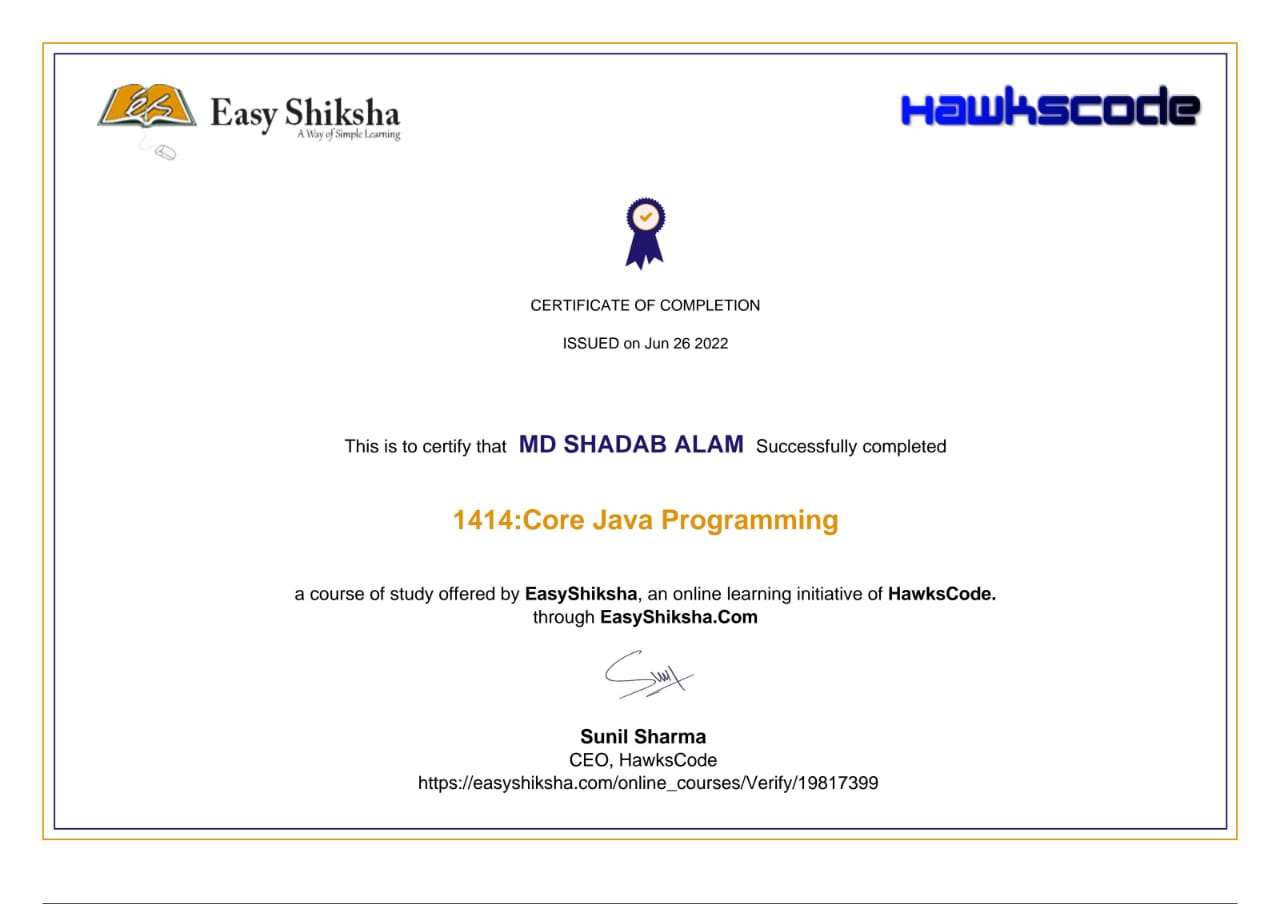 Easy Shiksha
A Way of Simple Learning
Hawkscode
CERTIFICATE OF COMPLETION
ISSUED on Jun 26 2022
This is to certify that MD SHADAB ALAM Successfully completed
1414:Core Java Programming
a course of study offered by EasyShiksha, an online learning initiative of HawksCode.
through EasyShiksha.Com
Sunil Sharma
CEO, HawksCode
https://easyshiksha.com/online_courses/Verify/19817399